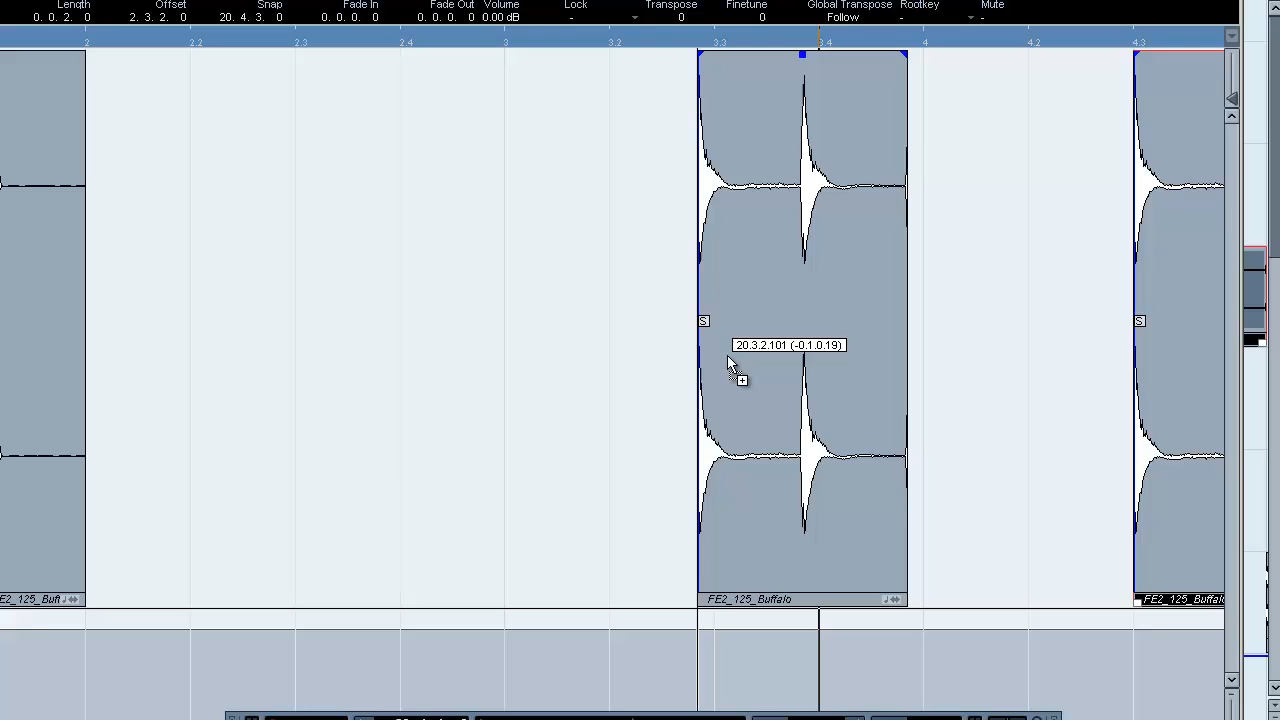 Length Offset Snap Fade In Fade Out Volume Lock Transpose Finetune Global Transpose Rootkey Mute
0. 0. 2. 0 2. 3. 2. 0 20. 4. 3. 0 0. 0. 0. 0 0. 0. 0. 0 0.00 dB - 0 0 Follow - -
2 2.2 2.3 2.4 3 3.2 3.3 3.4 4 4.2 4.3
S S
20.3.2.101 (-0.1.0.19)
FE2_125_Buff FE2_125_Buffalo FE2_125_Buffalo